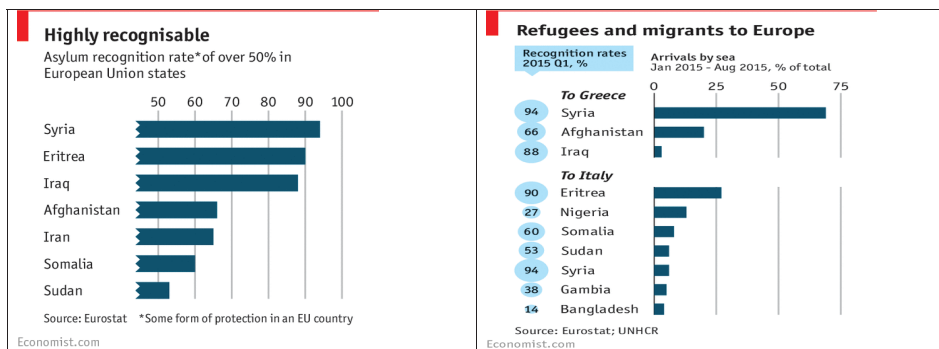 Highly recognisable
Asylum recognition rate* of over 50% in
European Union states
50 60 70 80 90 100
Syria
Eritrea
Iraq
Afghanistan
Iran
Somalia
Sudan
Source: Eurostat *Some form of protection in an EU country
Economist.com
Refugees and migrants to Europe
Recognition rates
2015 Q1, %
Arrivals by sea
Jan 2015 - Aug 2015, % of total
0 25 50 75
To Greece
94 Syria
66 Afghanistan
88 Iraq
To Italy
90 Eritrea
27 Nigeria
60 Somalia
53 Sudan
94 Syria
38 Gambia
14 Bangladesh
Source: Eurostat; UNHCR
Economist.com